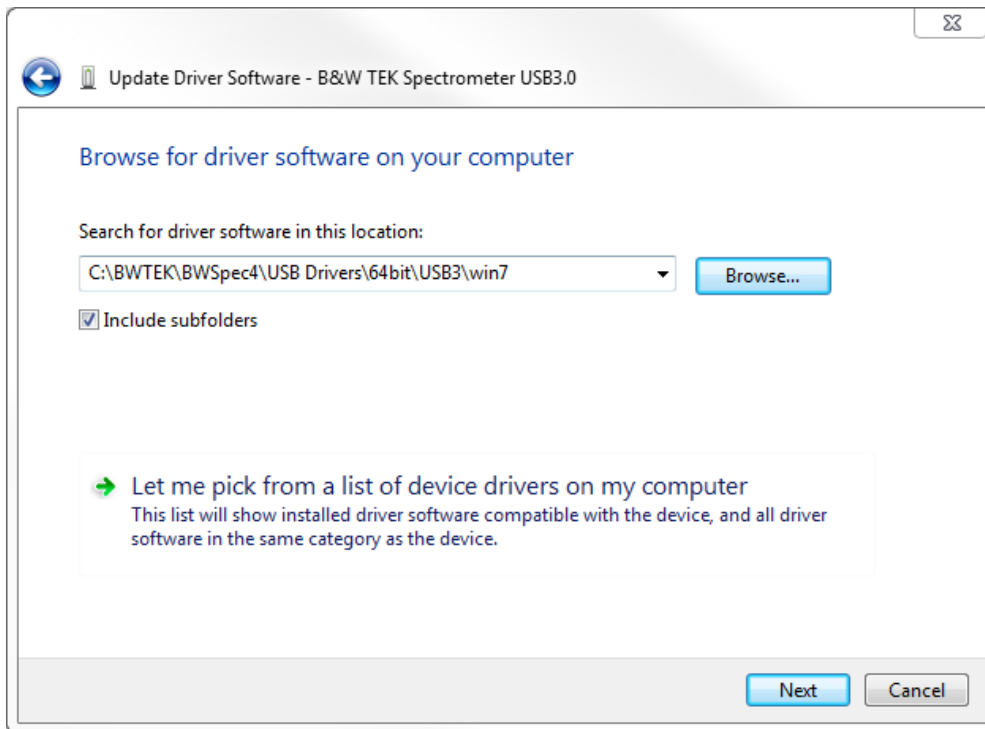 Update Driver Software - B&W TEK Spectrometer USB3.0
Browse for driver software on your computer
Search for driver software in this location:
C:\BWTEK\BWSpec4\USB Drivers\64bit\USB3\win7
Browse...
Include subfolders
Let me pick from a list of device drivers on my computer
This list will show installed driver software compatible with the device, and all driver
software in the same category as the device.
Next
Cancel